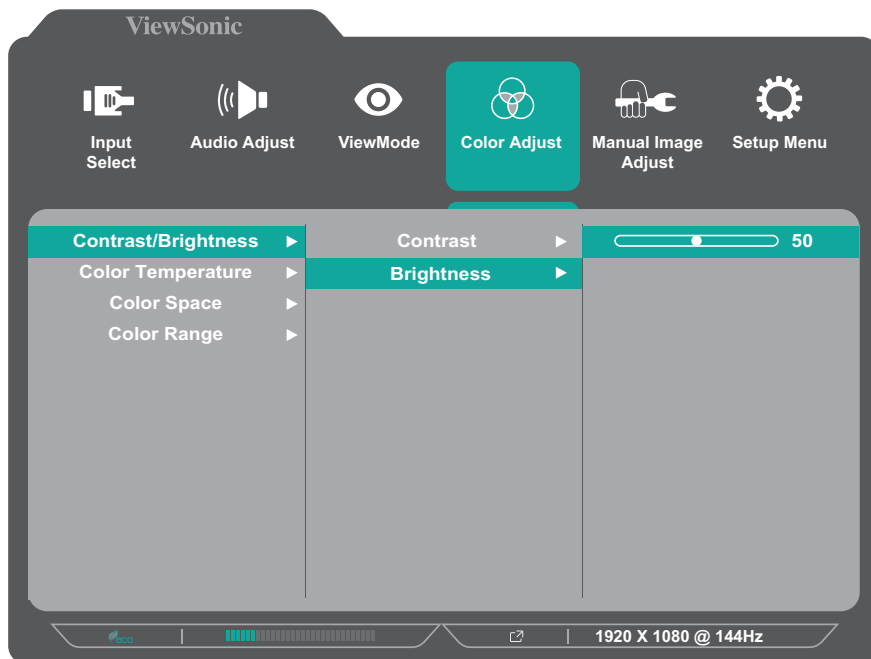 ViewSonic
Input Select
Audio Adjust
ViewMode
Color Adjust
Manual Image Adjust
Setup Menu
Contrast/Brightness
Contrast
50
Color Temperature
Brightness
Color Space
Color Range
eco
1920 X 1080 @ 144Hz